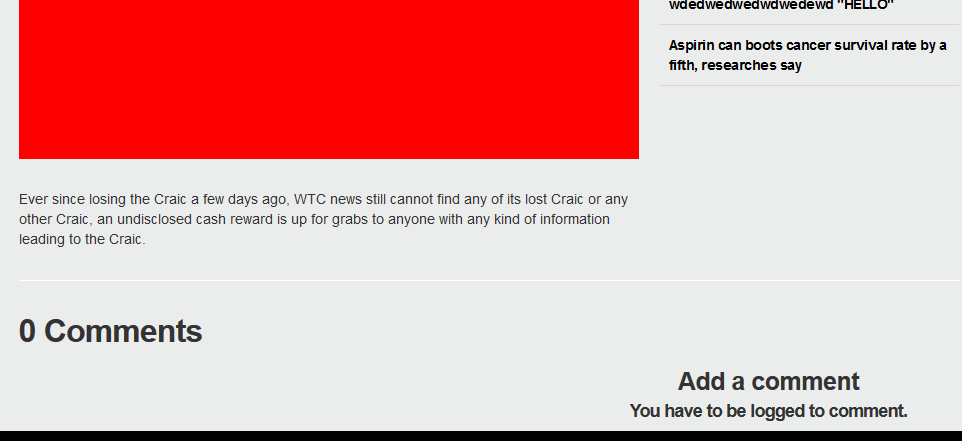 wdedwedwedwdwedewd "HELLO"
Aspirin can boots cancer survival rate by a
fifth, researches say
Ever since losing the Craic a few days ago, WTC news still cannot find any of its lost Craic or any
other Craic, an undisclosed cash reward is up for grabs to anyone with any kind of information
leading to the Craic.
0 Comments
Add a comment
You have to be logged to comment.